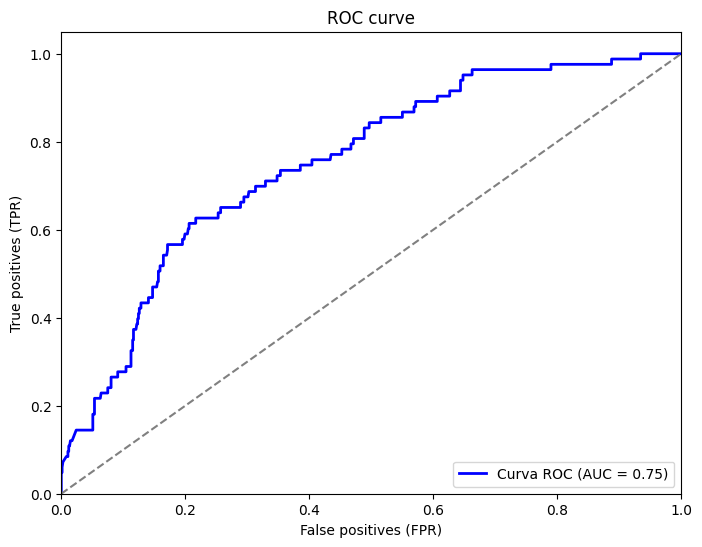 ROC curve
True positives (TPR)
1.0
0.8
0.6
0.4
0.2
0.0
Curva ROC (AUC = 0.75)
0.0 0.2 0.4 0.6 0.8 1.0
False positives (FPR)